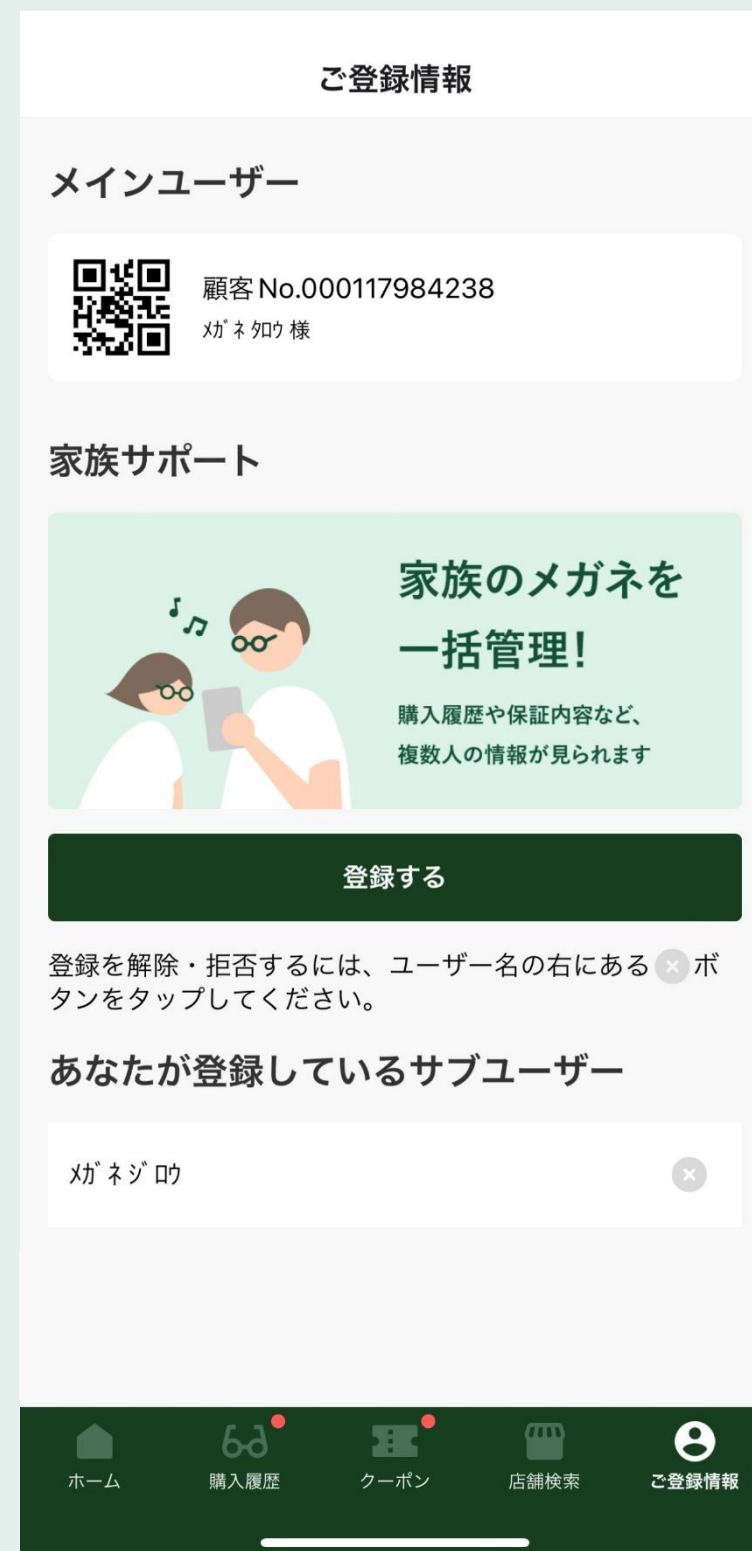 ご登録情報
メインユーザー
顧客No.000117984238
ﾒｶﾞﾈ ﾀﾛｳ 様
家族サポート
家族のメガネを
一括管理!
購入履歴や保証内容など、
複数人の情報が見られます
登録する
登録を解除・拒否するには、ユーザー名の右にある×ボ
タンをタップしてください。
あなたが登録しているサブユーザー
ﾒｶﾞﾈｼﾞﾛｳ
ホーム 購入履歴 クーポン 店舗検索 ご登録情報